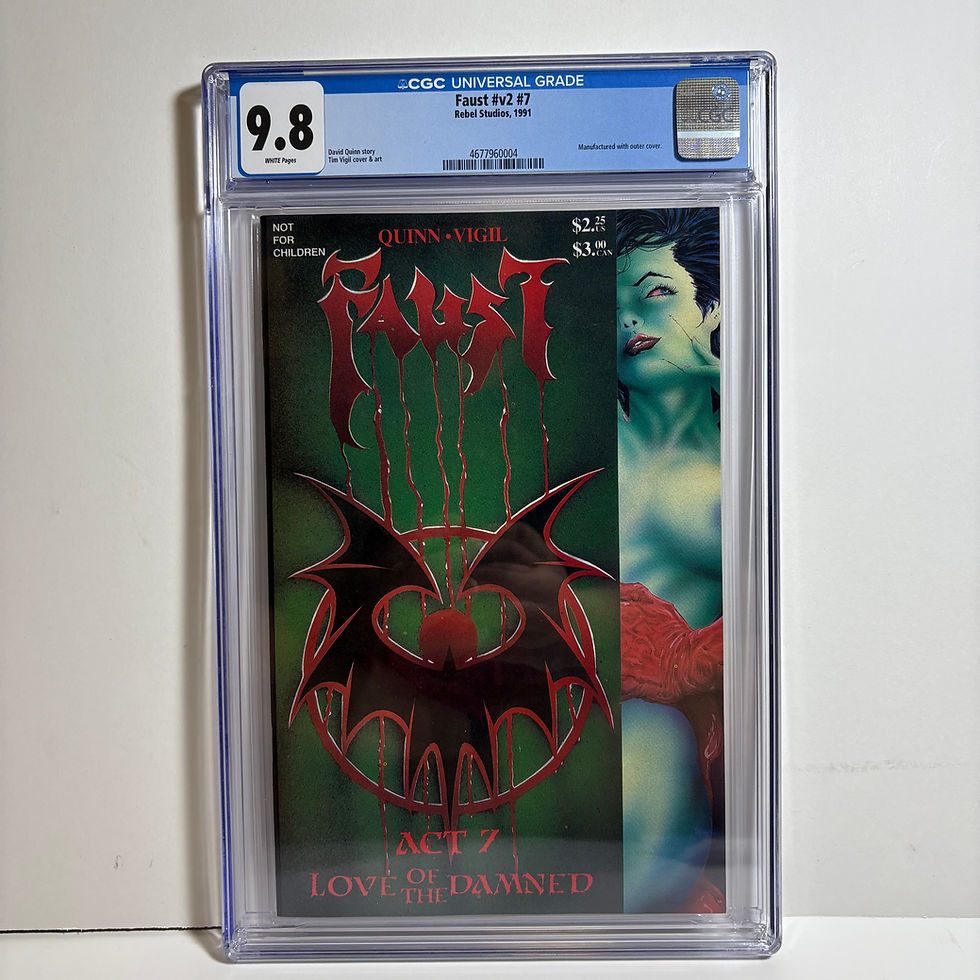 CGC UNIVERSAL GRADE
9.8
WHITE Pages
Faust #v2 #7
Rebel Studios, 1991
David Quinn story
Tim Vigil cover & art
4677960004
Manufactured with outer cover.
CGC
NOT
FOR
CHILDREN
QUINN • VIGIL
$2.25 US
$3.00 CAN
FAUST
ACT 7
LOVE OF THE DAMNED